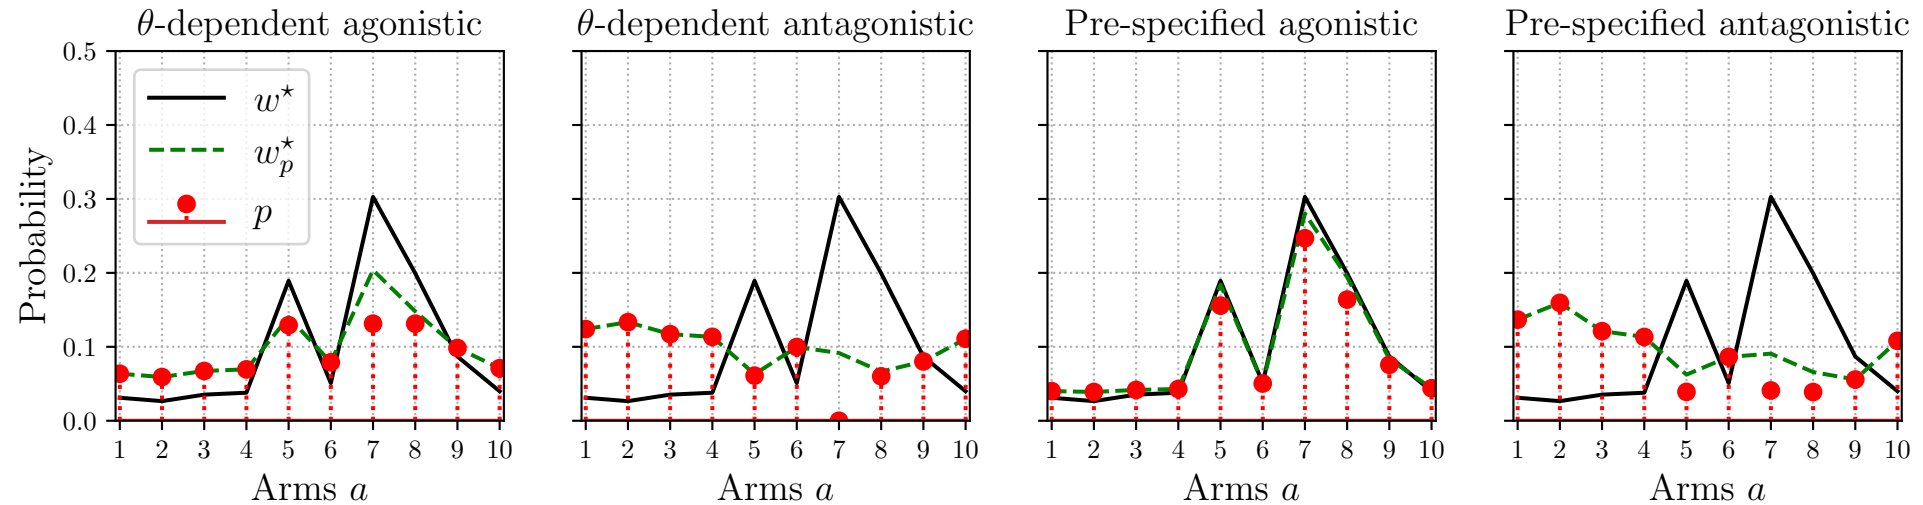 θ-dependent agonistic
θ-dependent antagonistic
Pre-specified agonistic
Pre-specified antagonistic
Probability
0.5
0.4
0.3
0.2
0.1
0.0
w⋆
w⋆p
p
1 2 3 4 5 6 7 8 9 10
1 2 3 4 5 6 7 8 9 10
1 2 3 4 5 6 7 8 9 10
1 2 3 4 5 6 7 8 9 10
Arms a
Arms a
Arms a
Arms a